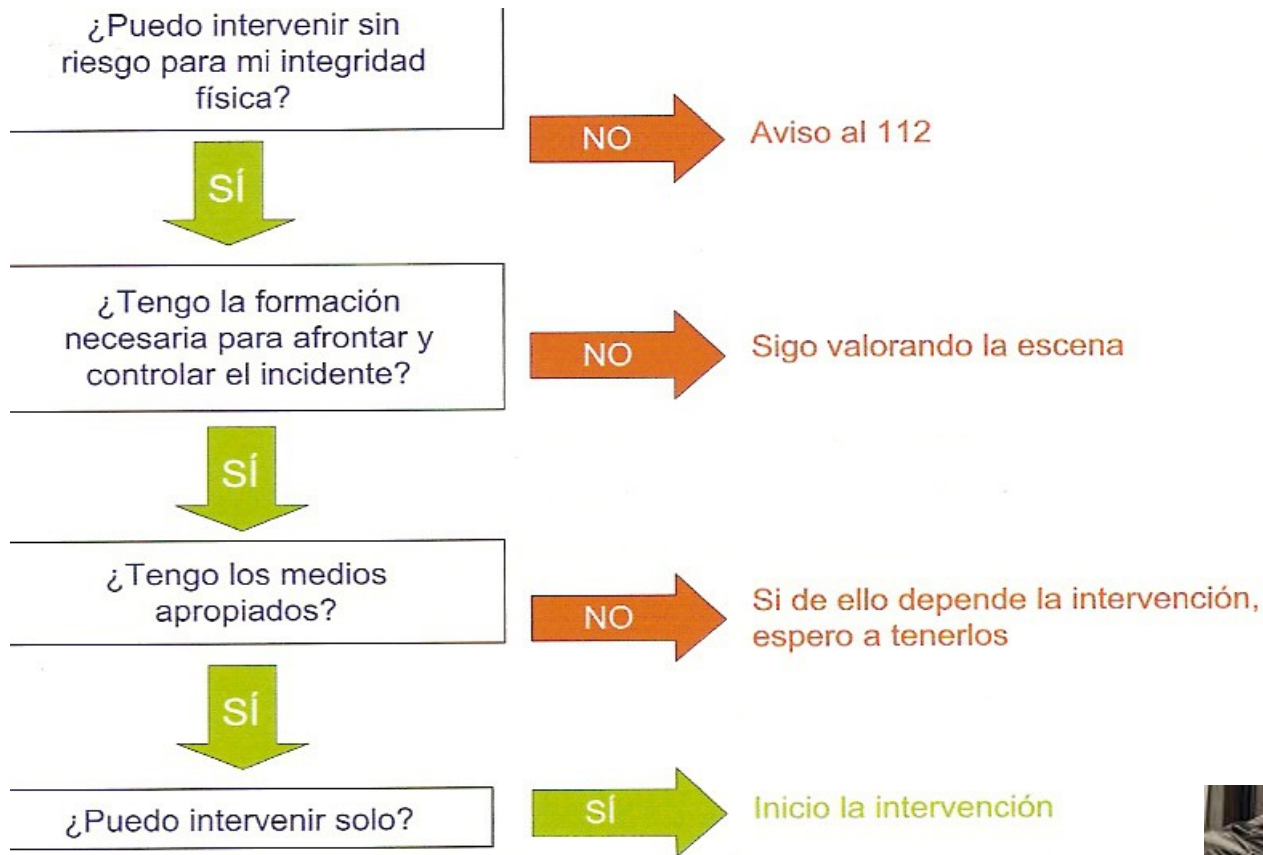 ¿Puedo intervenir sin
riesgo para mi integridad
física?
NO
Aviso al 112
SÍ
¿Tengo la formación
necesaria para afrontar y
controlar el incidente?
NO
Sigo valorando la escena
SÍ
¿Tengo los medios
apropiados?
NO
Si de ello depende la intervención,
espero a tenerlos
SÍ
¿Puedo intervenir solo?
SÍ
Inicio la intervención